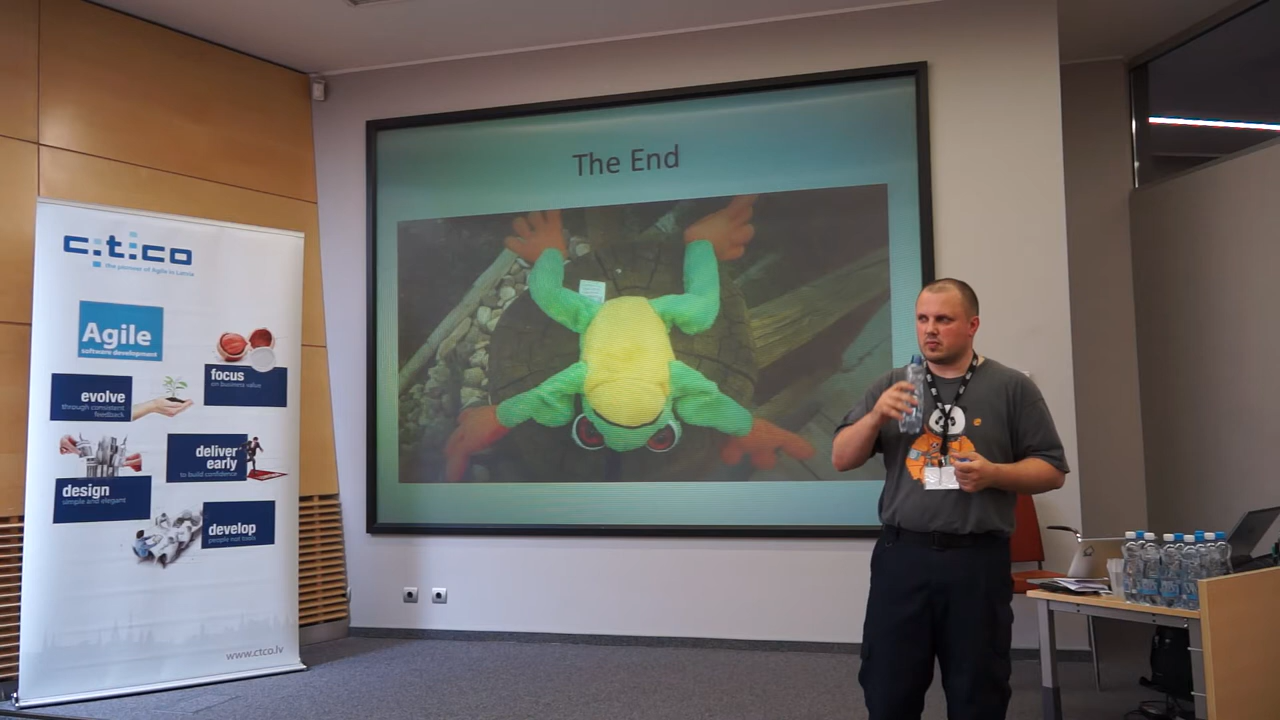 The End
c:t:co
the pioneer of Agile in Latvia
Agile
software development
focus
on business value
evolve
through consistent
feedback
deliver
early
to build confidence
design
simple and elegant
develop
people not tools
www.ctco.lv